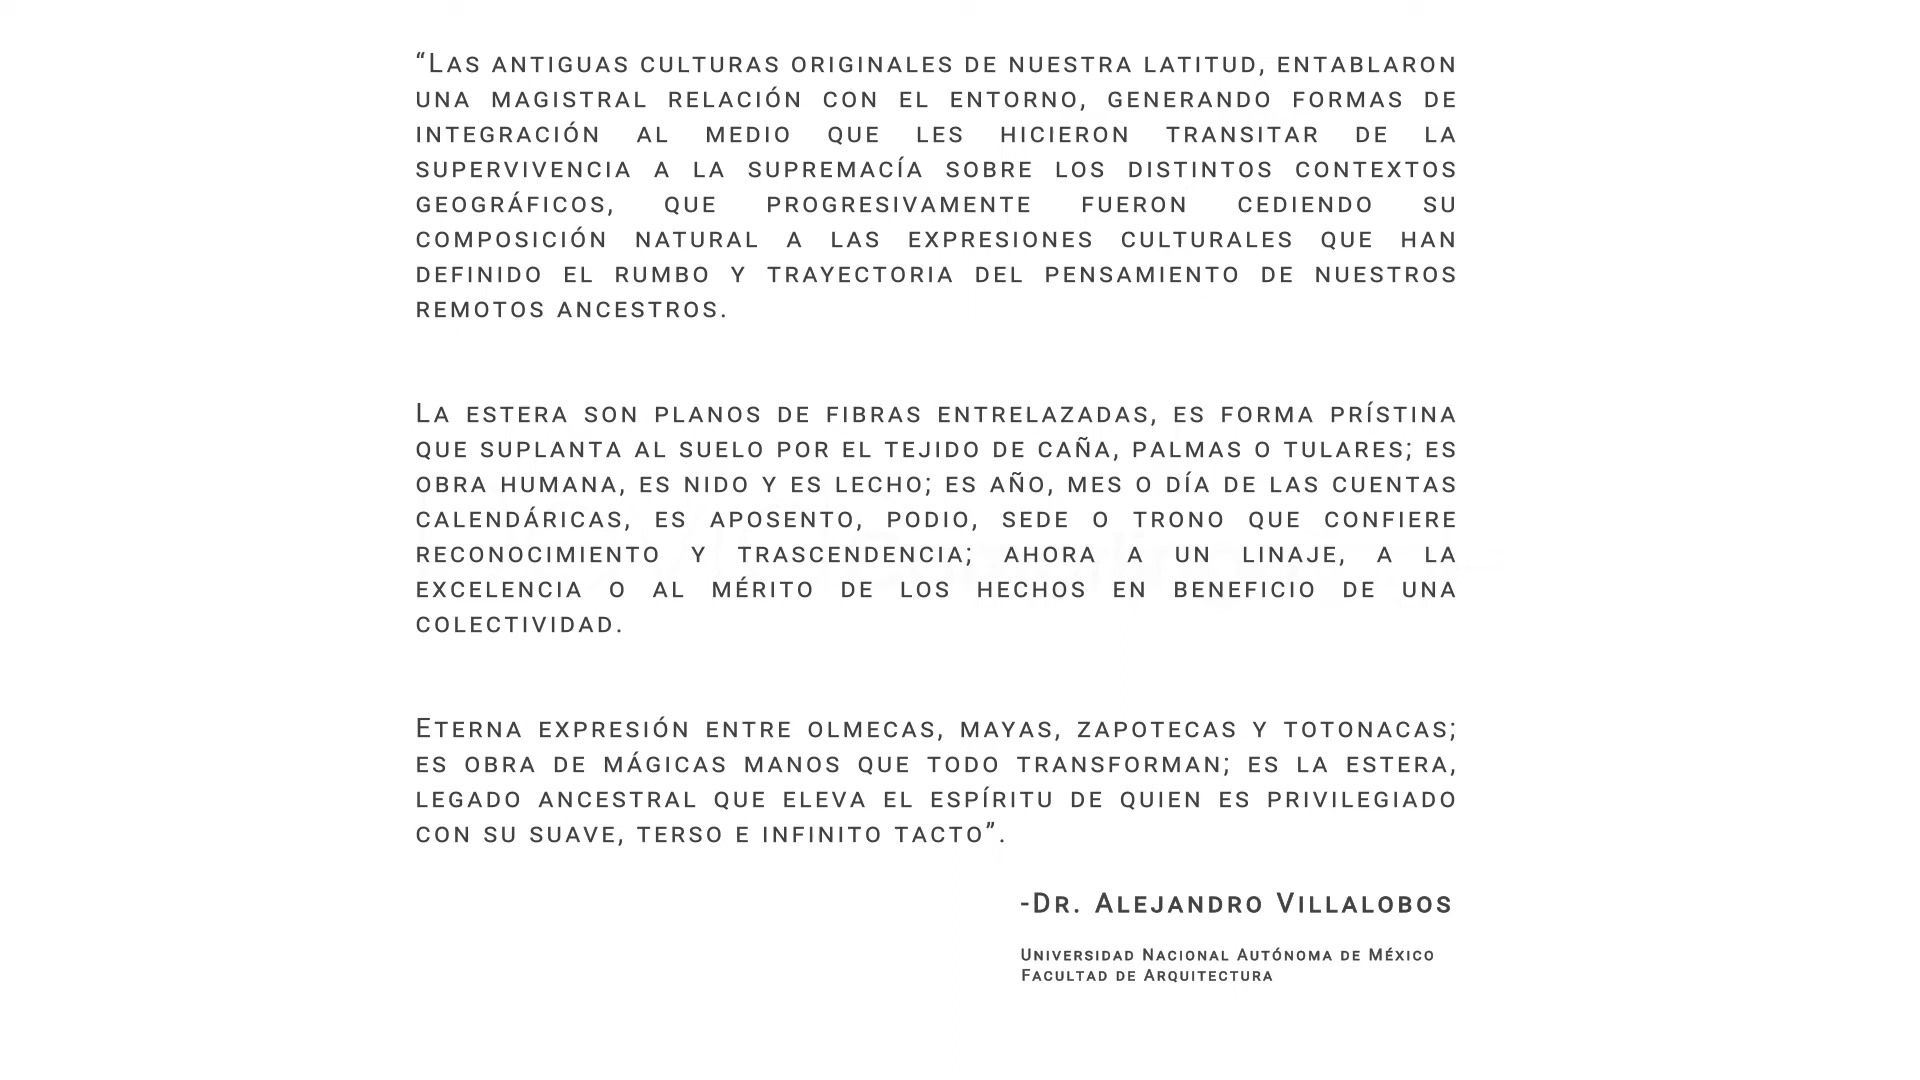 “Las antiguas culturas originales de nuestra latitud, entablaron
una magistral relación con el entorno, generando formas de
integración al medio que les hicieron transitar de la
supervivencia a la supremacía sobre los distintos contextos
geográficos, que progresivamente fueron cediendo su
composición natural a las expresiones culturales que han
definido el rumbo y trayectoria del pensamiento de nuestros
remotos ancestros.
La estera son planos de fibras entrelazadas, es forma prístina
que suplanta al suelo por el tejido de caña, palmas o tulares; es
obra humana, es nido y es lecho; es año, mes o día de las cuentas
calendáricas, es aposento, podio, sede o trono que confiere
reconocimiento y trascendencia; ahora a un linaje, a la
excelencia o al mérito de los hechos en beneficio de una
colectividad.
Eterna expresión entre olmecas, mayas, zapotecas y totonacas;
es obra de mágicas manos que todo transforman; es la estera,
legado ancestral que eleva el espíritu de quien es privilegiado
con su suave, terso e infinito tacto”.
-Dr. Alejandro Villalobos
Universidad Nacional Autónoma de México
Facultad de Arquitectura